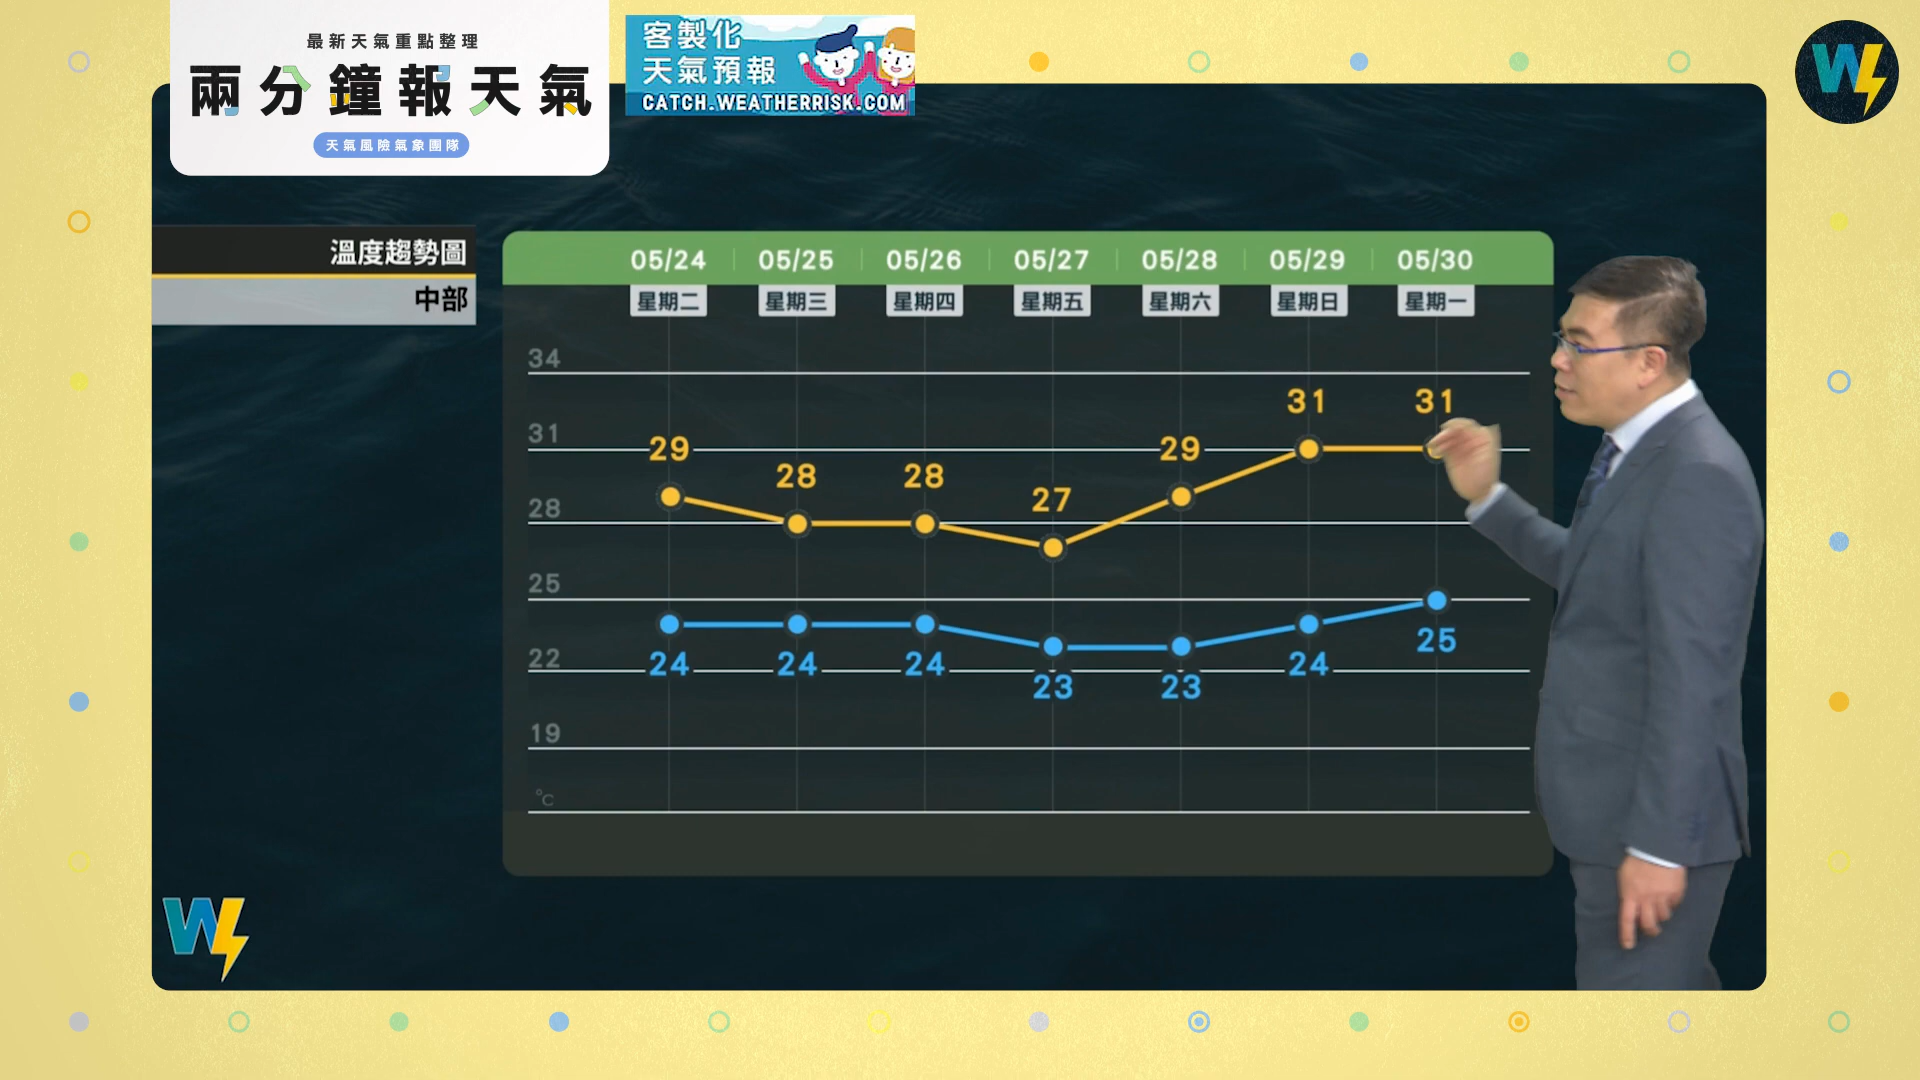 最新天氣重點整理
兩分鐘報天氣
天氣風險氣象團隊
客製化
天氣預報
CATCH.WEATHERRISK.COM
溫度趨勢圖
中部
05/24 05/25 05/26 05/27 05/28 05/29 05/30
星期二 星期三 星期四 星期五 星期六 星期日 星期一
34
31
28
25
22
19
°C
29 28 28 27 29 31 31
24 24 24 23 23 24 25